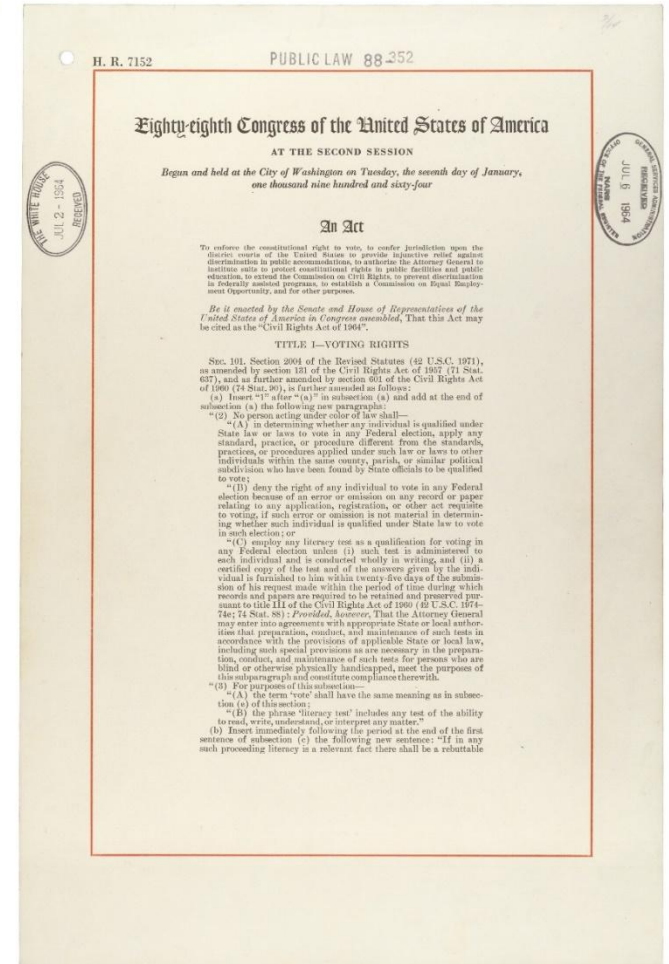 H. R. 7152
PUBLIC LAW 88-352
Eighty-eighth Congress of the United States of America
AT THE SECOND SESSION
Begun and held at the City of Washington on Tuesday, the seventh day of January,
one thousand nine hundred and sixty-four
THE WHITE HOUSE
JUL 2 - 1964
RECEIVED
GENERAL SERVICES ADMINISTRATION
RECEIVED
JUL 6 1964
NARS
OFFICE OF THE FEDERAL REGISTER
An Act
To enforce the constitutional right to vote, to confer jurisdiction upon the
district courts of the United States to provide injunctive relief against
discrimination in public accommodations, to authorize the Attorney General to
institute suits to protect constitutional rights in public facilities and public
education, to extend the Commission on Civil Rights, to prevent discrimination
in federally assisted programs, to establish a Commission on Equal Employ-
ment Opportunity, and for other purposes.
Be it enacted by the Senate and House of Representatives of the
United States of America in Congress assembled, That this Act may
be cited as the "Civil Rights Act of 1964".
TITLE I—VOTING RIGHTS
SEC. 101. Section 2004 of the Revised Statutes (42 U.S.C. 1971),
as amended by section 131 of the Civil Rights Act of 1957 (71 Stat.
637), and as further amended by section 601 of the Civil Rights Act
of 1960 (74 Stat. 90), is further amended as follows:
(a) Insert "1" after "(a)" in subsection (a) and add at the end of
subsection (a) the following new paragraphs:
"(2) No person acting under color of law shall—
"(A) in determining whether any individual is qualified under
State law or laws to vote in any Federal election, apply any
standard, practice, or procedure different from the standards,
practices, or procedures applied under such law or laws to other
individuals within the same county, parish, or similar political
subdivision who have been found by State officials to be qualified
to vote;
"(B) deny the right of any individual to vote in any Federal
election because of an error or omission on any record or paper
relating to any application, registration, or other act requisite
to voting, if such error or omission is not material in determin-
ing whether such individual is qualified under State law to vote
in such election; or
"(C) employ any literacy test as a qualification for voting in
any Federal election unless (i) such test is administered to
each individual and is conducted wholly in writing, and (ii) a
certified copy of the test and of the answers given by the indi-
vidual is furnished to him within twenty-five days of the submis-
sion of his request made within the period of time during which
records and papers are required to be retained and preserved pur-
suant to title III of the Civil Rights Act of 1960 (42 U.S.C. 1974-
74e; 74 Stat. 88): Provided, however, That the Attorney General
may enter into agreements with appropriate State or local author-
ities that preparation, conduct, and maintenance of such tests in
accordance with the provisions of applicable State or local law,
including such special provisions as are necessary in the prepara-
tion, conduct, and maintenance of such tests for persons who are
blind or otherwise physically handicapped, meet the purposes of
this subparagraph and constitute compliance therewith.
"(3) For purposes of this subsection—
"(A) the term 'vote' shall have the same meaning as in subsec-
tion (e) of this section;
"(B) the phrase 'literacy test' includes any test of the ability
to read, write, understand, or interpret any matter."
(b) Insert immediately following the period at the end of the first
sentence of subsection (c) the following new sentence: "If in any
such proceeding literacy is a relevant fact there shall be a rebuttable